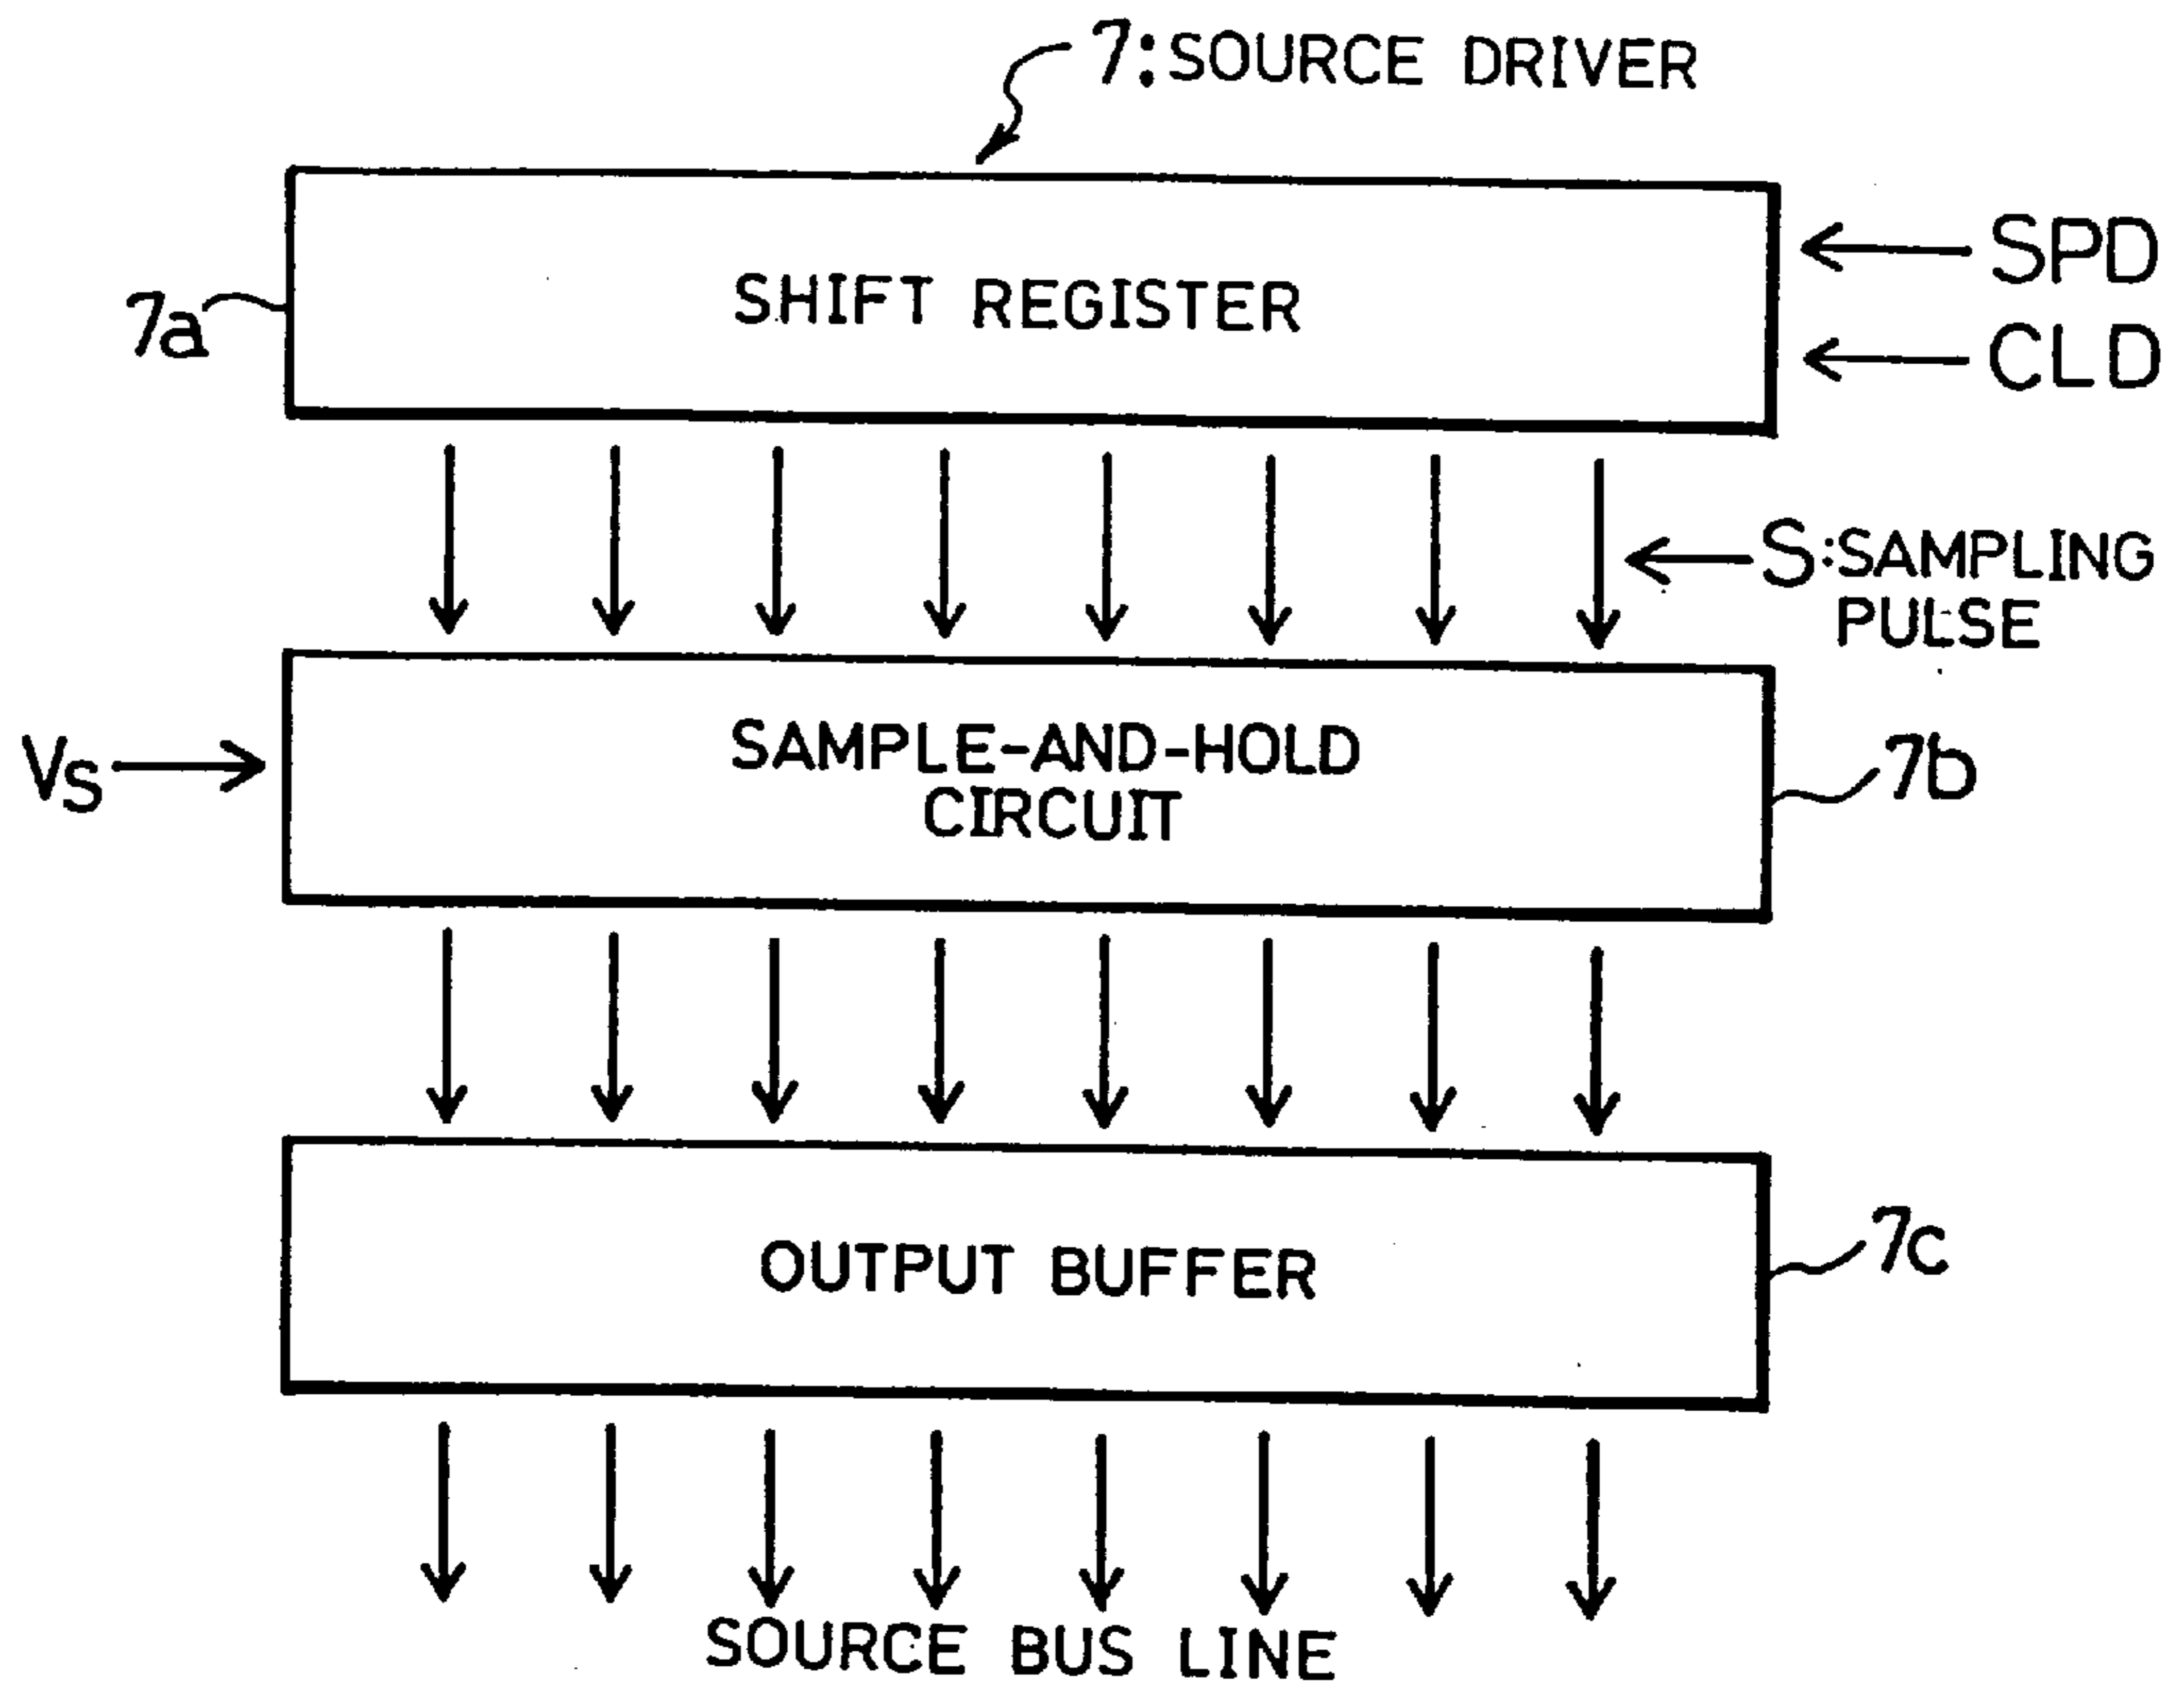 7:SOURCE DRIVER
SHIFT REGISTER
SPD
CLD
7a
S:SAMPLING
PULSE
SAMPLE-AND-HOLD
CIRCUIT
VS
7b
OUTPUT BUFFER
7c
SOURCE BUS LINE